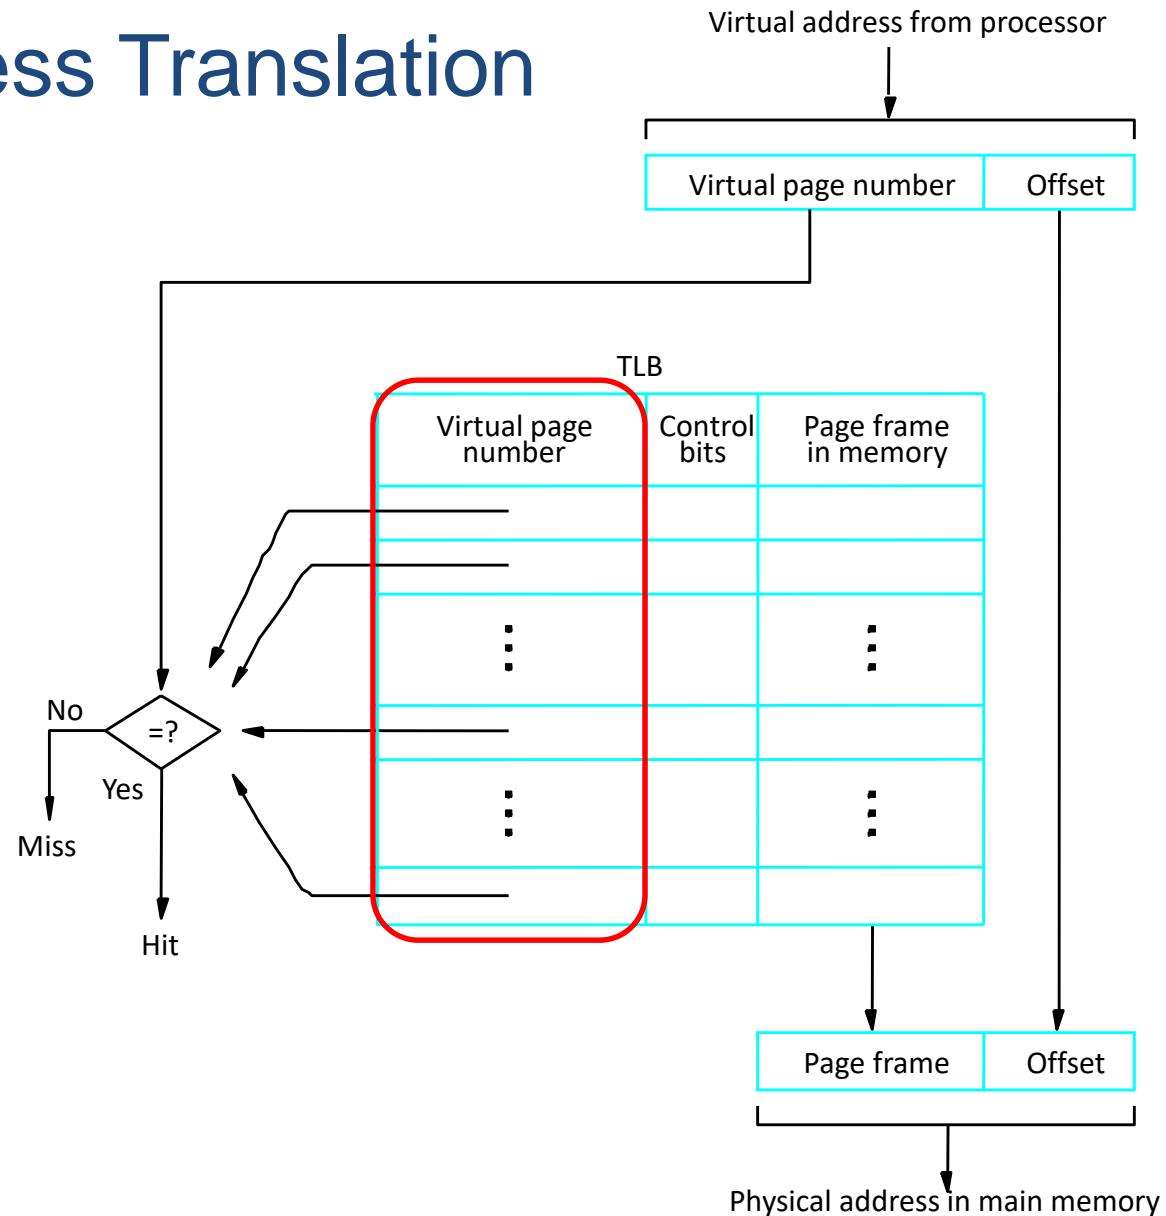 Virtual address from processor
ess Translation
Virtual page number
Offset
TLB
Virtual page
number
Control
bits
Page frame
in memory
No
=?
Yes
Miss
Hit
Page frame
Offset
Physical address in main memory